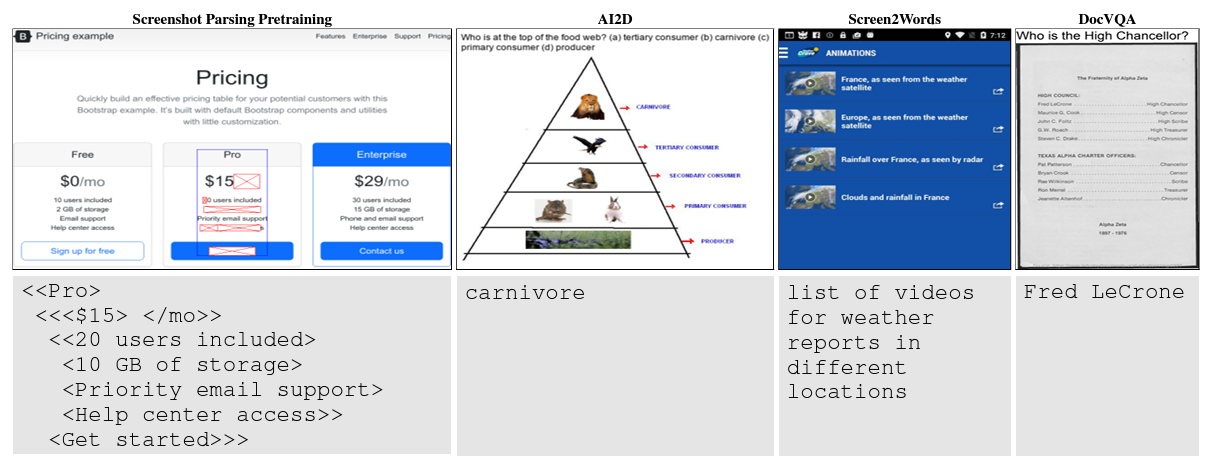 Screenshot Parsing Pretraining
B Pricing example
Features Enterprise Support Pricing
Pricing
Quickly build an effective pricing table for your potential customers with this
Bootstrap example. It's built with default Bootstrap components and utilities
with little customization.
Free
$0/mo
10 users included
2 GB of storage
Email support
Help center access
Sign up for free
Pro
$15
0 users included
Priority email support
s
Enterprise
$29/mo
30 users included
15 GB of storage
Phone and email support
Help center access
Contact us
<<Pro>
<<<$15> </mo>>
<<20 users included>
<10 GB of storage>
<Priority email support>
<Help center access>>
<Get started>>>
AI2D
Who is at the top of the food web? (a) tertiary consumer (b) carnivore (c)
primary consumer (d) producer
CARNIVORE
TERTIARY CONSUMER
SECONDARY CONSUMER
PRIMARY CONSUMER
PRODUCER
carnivore
Screen2Words
7:12
ANIMATIONS
France, as seen from the weather
satellite
Europe, as seen from the weather
satellite
Rainfall over France, as seen by radar
Clouds and rainfall in France
list of videos
for weather
reports in
different
locations
DocVQA
Who is the High Chancellor?
The Fraternity of Alpha Zeta
HIGH COUNCIL:
Fred LeCrone High Chancellor
Maurice G. Cook High Censor
John C. Foltz High Scribe
G.W. Roach High Treasurer
Steven C. Drake High Chronicler
TEXAS ALPHA CHARTER OFFICERS:
Pat Patterson Chancellor
Bryant Crook Censor
Rae Wilkinson Scribe
Ron Merrel Treasurer
Jeanette Altenhof Chronicler
Alpha Zeta
1897 - 1976
Fred LeCrone